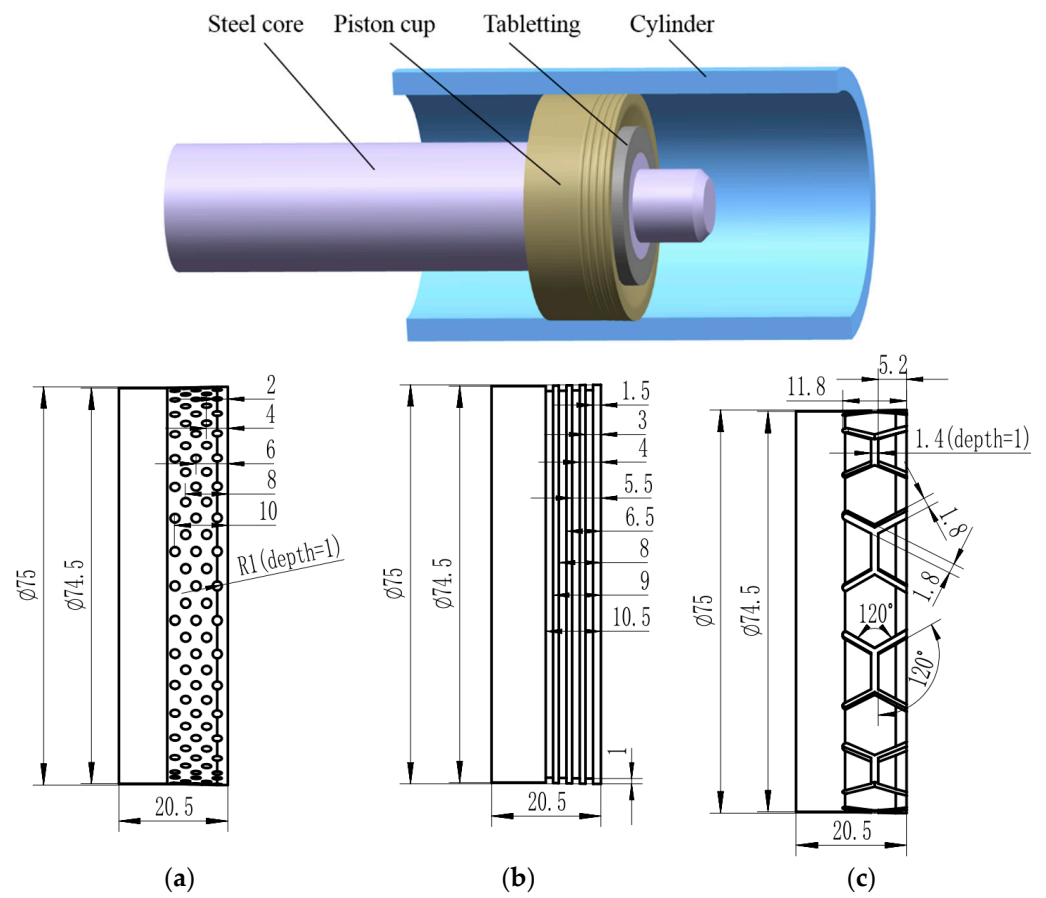 Steel core Piston cup Tabletting Cylinder
2
4
6
8
10
R1(depth=1)
ø75
ø74.5
20.5
1.5
3
4
5.5
6.5
8
9
10.5
ø75
ø74.5
1
20.5
5.2
11.8
1.4(depth=1)
1.8
1.8
120°
120°
ø75
ø74.5
20.5
(a) (b) (c)